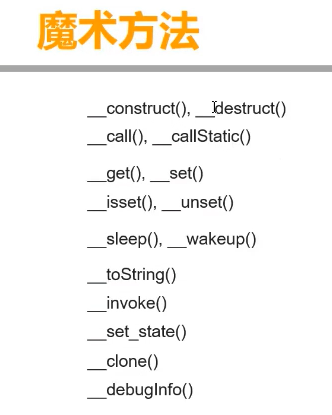 魔术方法
__construct(), __destruct()
__call(), __callStatic()
__get(), __set()
__isset(), __unset()
__sleep(), __wakeup()
__toString()
__invoke()
__set_state()
__clone()
__debugInfo()